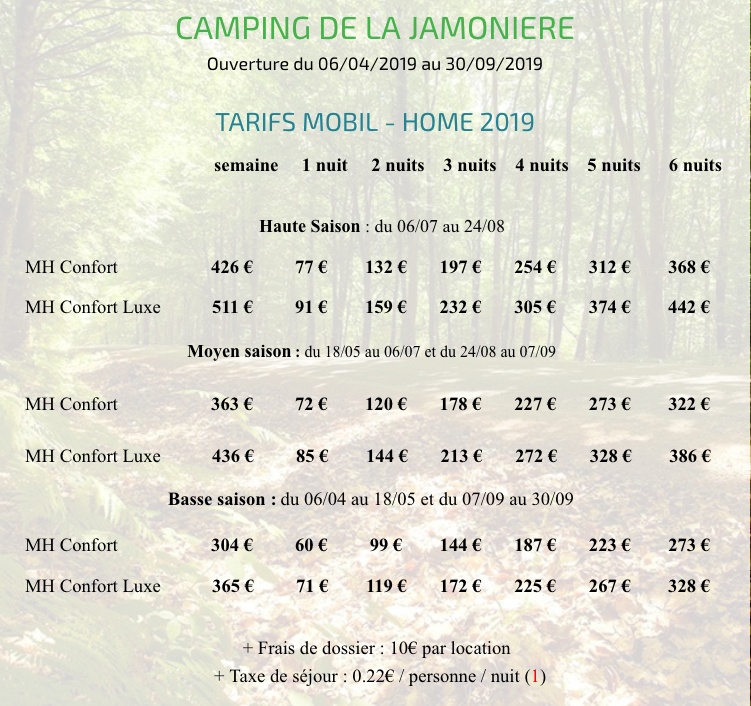 CAMPING DE LA JAMONIERE
Ouverture du 06/04/2019 au 30/09/2019
TARIFS MOBIL - HOME 2019
semaine 1 nuit 2 nuits 3 nuits 4 nuits 5 nuits 6 nuits
Haute Saison : du 06/07 au 24/08
MH Confort 426 € 77 € 132 € 197 € 254 € 312 € 368 €
MH Confort Luxe 511 € 91 € 159 € 232 € 305 € 374 € 442 €
Moyen saison : du 18/05 au 06/07 et du 24/08 au 07/09
MH Confort 363 € 72 € 120 € 178 € 227 € 273 € 322 €
MH Confort Luxe 436 € 85 € 144 € 213 € 272 € 328 € 386 €
Basse saison : du 06/04 au 18/05 et du 07/09 au 30/09
MH Confort 304 € 60 € 99 € 144 € 187 € 223 € 273 €
MH Confort Luxe 365 € 71 € 119 € 172 € 225 € 267 € 328 €
+ Frais de dossier : 10€ par location
+ Taxe de séjour : 0.22€ / personne / nuit (1)